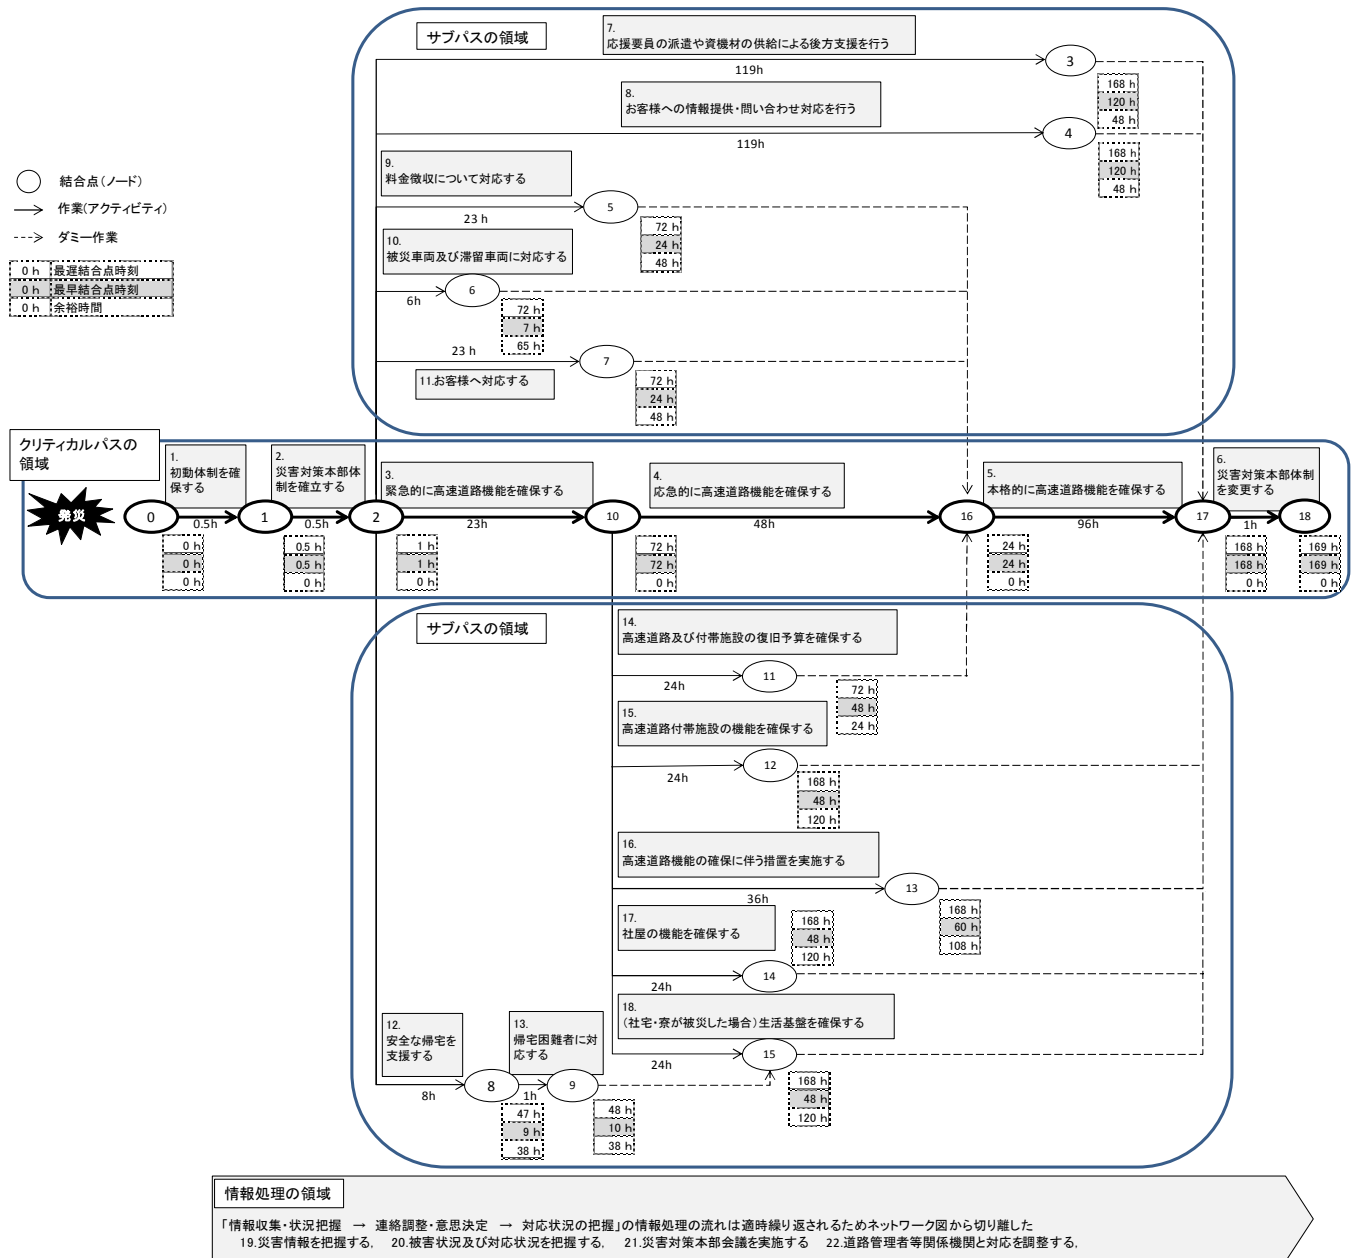 サブパスの領域
7.
応援要員の派遣や資機材の供給による後方支援を行う
3
119h
168 h
120 h
48 h
8.
お客様への情報提供・問い合わせ対応を行う
4
119h
168 h
120 h
48 h
9.
料金徴収について対応する
5
23 h
72 h
24 h
48 h
10.
被災車両及び滞留車両に対応する
6
6h
72 h
7 h
65 h
23 h
7
11.お客様へ対応する
72 h
24 h
48 h
結合点(ノード)
作業(アクティビティ)
ダミー作業
0 h 最遅結合点時刻
0 h 最早結合点時刻
0 h 余裕時間
クリティカルパスの
領域
発災
1.
初動体制を確
保する
2.
災害対策本部体
制を確立する
3.
緊急的に高速道路機能を確保する
4.
応急的に高速道路機能を確保する
5.
本格的に高速道路機能を確保する
6.
災害対策本部体制
を変更する
0
0.5h
1
0.5h
2
23h
10
48h
16
96h
17
1h
18
0 h
0 h
0 h
0.5 h
0.5 h
0 h
1 h
1 h
0 h
72 h
72 h
0 h
24 h
24 h
0 h
168 h
168 h
0 h
169 h
169 h
0 h
サブパスの領域
14.
高速道路及び付帯施設の復旧予算を確保する
24h
11
72 h
48 h
24 h
15.
高速道路付帯施設の機能を確保する
24h
12
168 h
48 h
120 h
16.
高速道路機能の確保に伴う措置を実施する
36h
13
168 h
60 h
108 h
17.
社屋の機能を確保する
168 h
48 h
120 h
24h
14
18.
(社宅・寮が被災した場合)生活基盤を確保する
24h
15
168 h
48 h
120 h
12.
安全な帰宅を
支援する
13.
帰宅困難者に対
応する
8h
8
1h
9
47 h
9 h
38 h
48 h
10 h
38 h
情報処理の領域
「情報収集・状況把握 → 連絡調整・意思決定 → 対応状況の把握」の情報処理の流れは適時繰り返されるためネットワーク図から切り離した
19.災害情報を把握する, 20.被害状況及び対応状況を把握する, 21.災害対策本部会議を実施する 22.道路管理者等関係機関と対応を調整する,